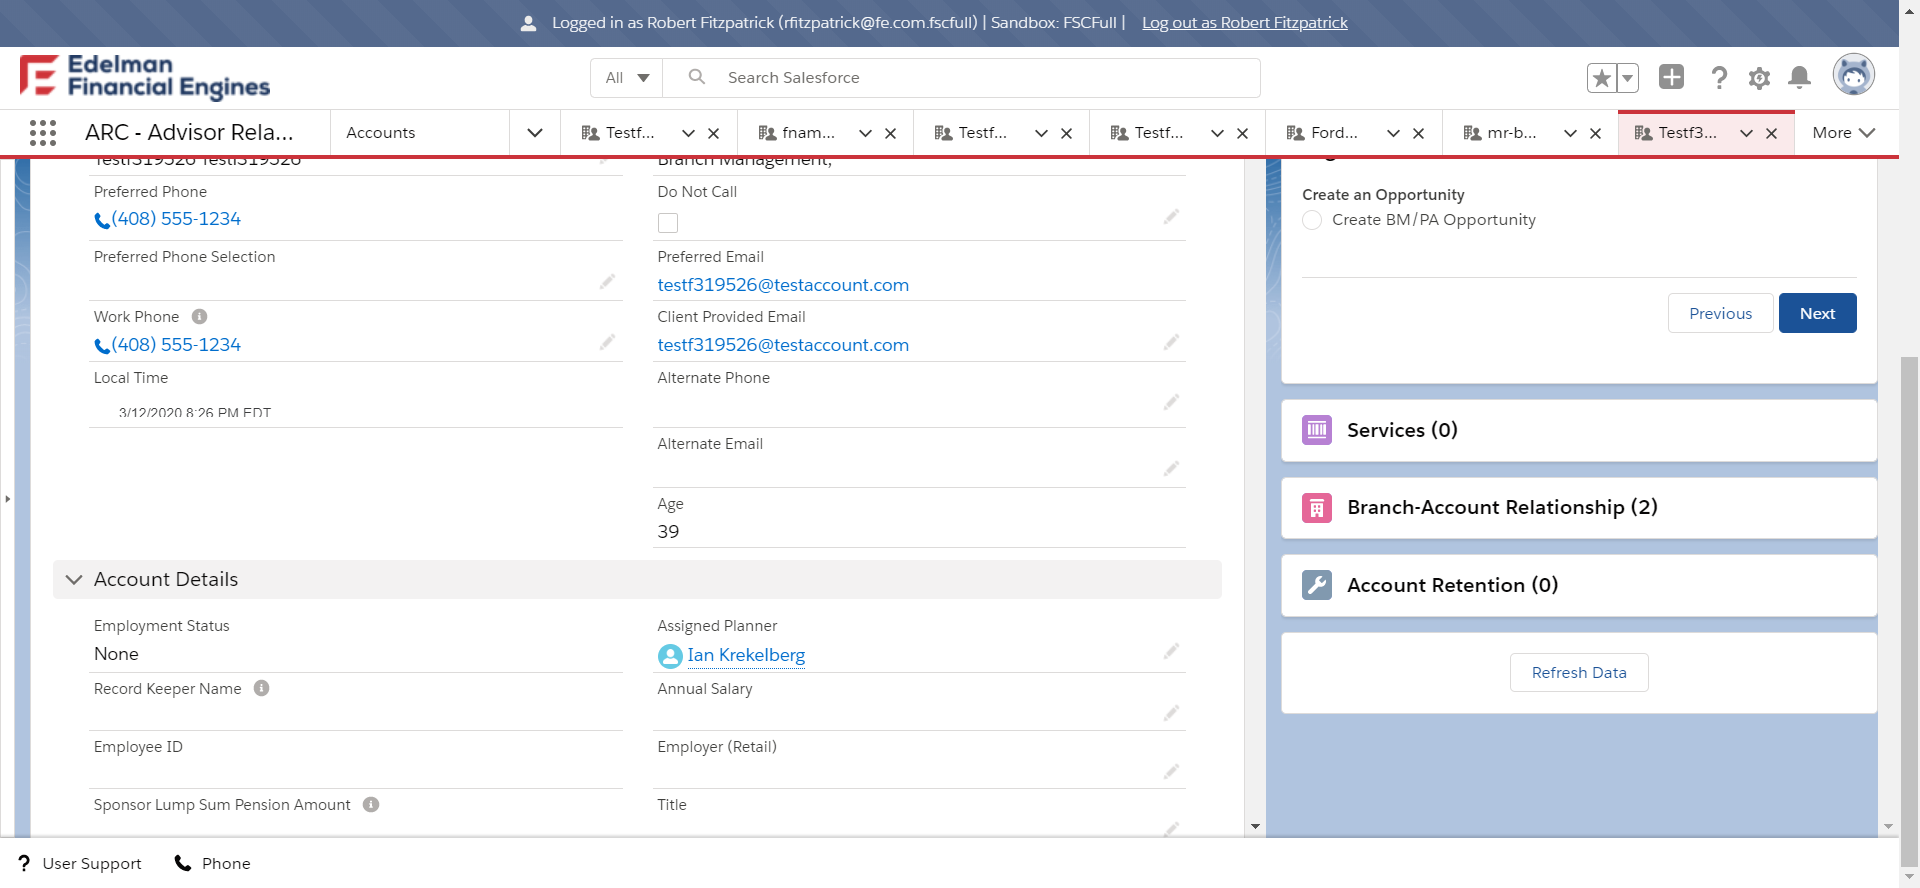 Logged in as Robert Fitzpatrick (rfitzpatrick@fe.com.fscfull) | Sandbox: FSCFull | Log out as Robert Fitzpatrick
Edelman
Financial Engines
All
Search Salesforce
ARC - Advisor Rela...
Accounts
Testf...
fnam...
Testf...
Testf...
Ford...
mr-b...
Testf3...
More
Testf319526 Testl319526
Branch Management;
Preferred Phone
(408) 555-1234
Do Not Call
Preferred Phone Selection
Preferred Email
testf319526@testaccount.com
Work Phone
(408) 555-1234
Client Provided Email
testf319526@testaccount.com
Local Time
3/12/2020 8:26 PM EDT
Alternate Phone
Alternate Email
Age
39
Account Details
Employment Status
None
Assigned Planner
Ian Krekelberg
Record Keeper Name
Annual Salary
Employee ID
Employer (Retail)
Sponsor Lump Sum Pension Amount
Title
Create an Opportunity
Create BM/PA Opportunity
Previous
Next
Services (0)
Branch-Account Relationship (2)
Account Retention (0)
Refresh Data
User Support
Phone